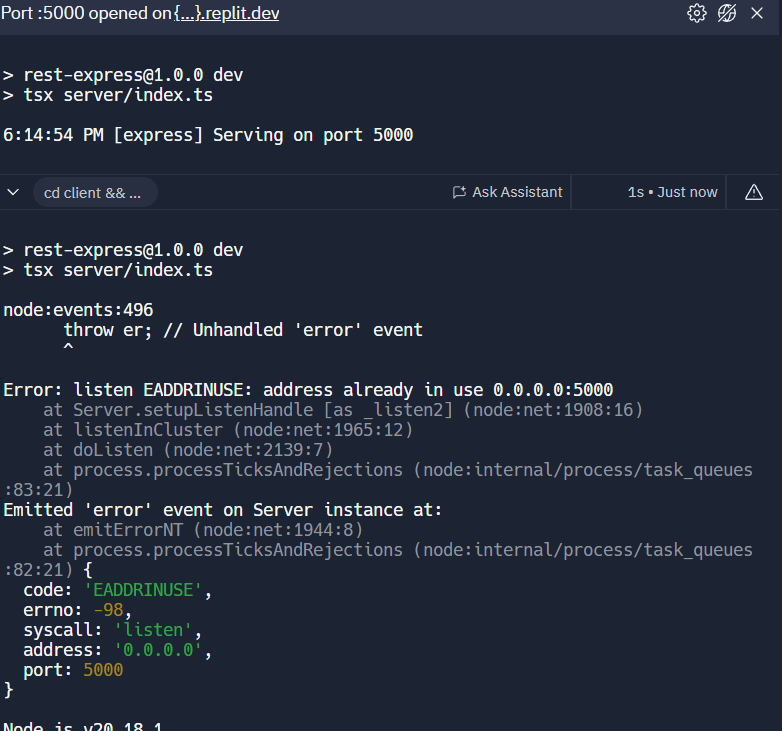 Port :5000 opened on {...}.replit.dev
> rest-express@1.0.0 dev
> tsx server/index.ts
6:14:54 PM [express] Serving on port 5000
cd client && ...
Ask Assistant
1s • Just now
> rest-express@1.0.0 dev
> tsx server/index.ts
node:events:496
      throw er; // Unhandled 'error' event
      ^
Error: listen EADDRINUSE: address already in use 0.0.0.0:5000
    at Server.setupListenHandle [as _listen2] (node:net:1908:16)
    at listenInCluster (node:net:1965:12)
    at doListen (node:net:2139:7)
    at process.processTicksAndRejections (node:internal/process/task_queues
:83:21)
Emitted 'error' event on Server instance at:
    at emitErrorNT (node:net:1944:8)
    at process.processTicksAndRejections (node:internal/process/task_queues
:82:21) {
  code: 'EADDRINUSE',
  errno: -98,
  syscall: 'listen',
  address: '0.0.0.0',
  port: 5000
}
Node.js v20.18.1